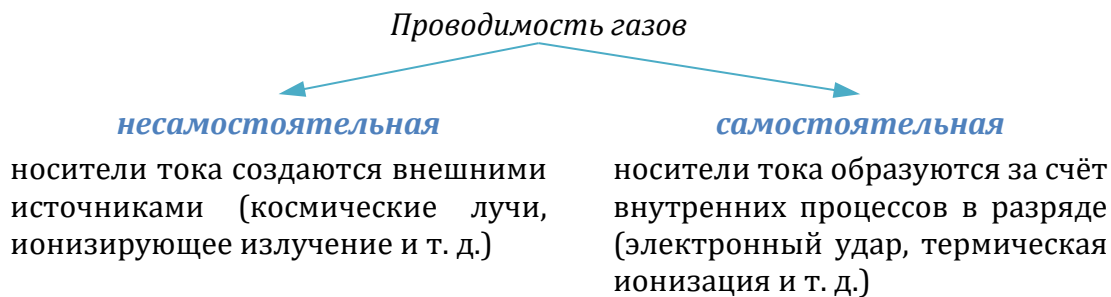 Проводимость газов
несамостоятельная
носители тока создаются внешними
источниками (космические лучи,
ионизирующее излучение и т. д.)
самостоятельная
носители тока образуются за счёт
внутренних процессов в разряде
(электронный удар, термическая
ионизация и т. д.)